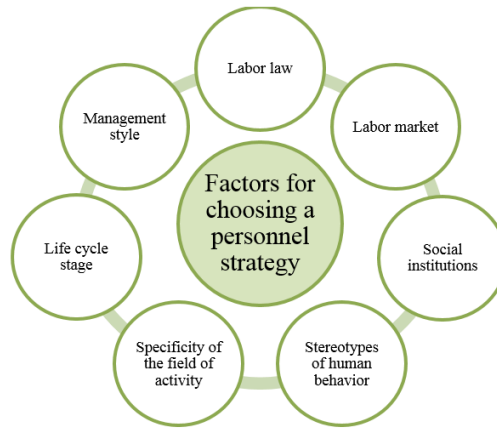 Labor law
Labor market
Social
institutions
Stereotypes
of human
behavior
Specificity of
the field of
activity
Life cycle
stage
Management
style
Factors for
choosing a
personnel
strategy